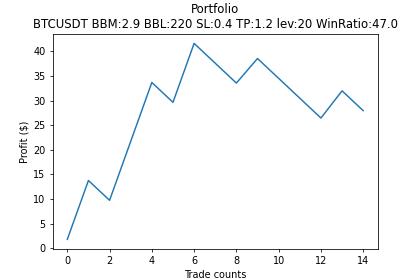 Portfolio
BTCUSDT BBM:2.9 BBL:220 SL:0.4 TP:1.2 lev:20 WinRatio:47.0
40
35
30
25
20
15
10
5
0
Profit ($)
0 2 4 6 8 10 12 14
Trade counts